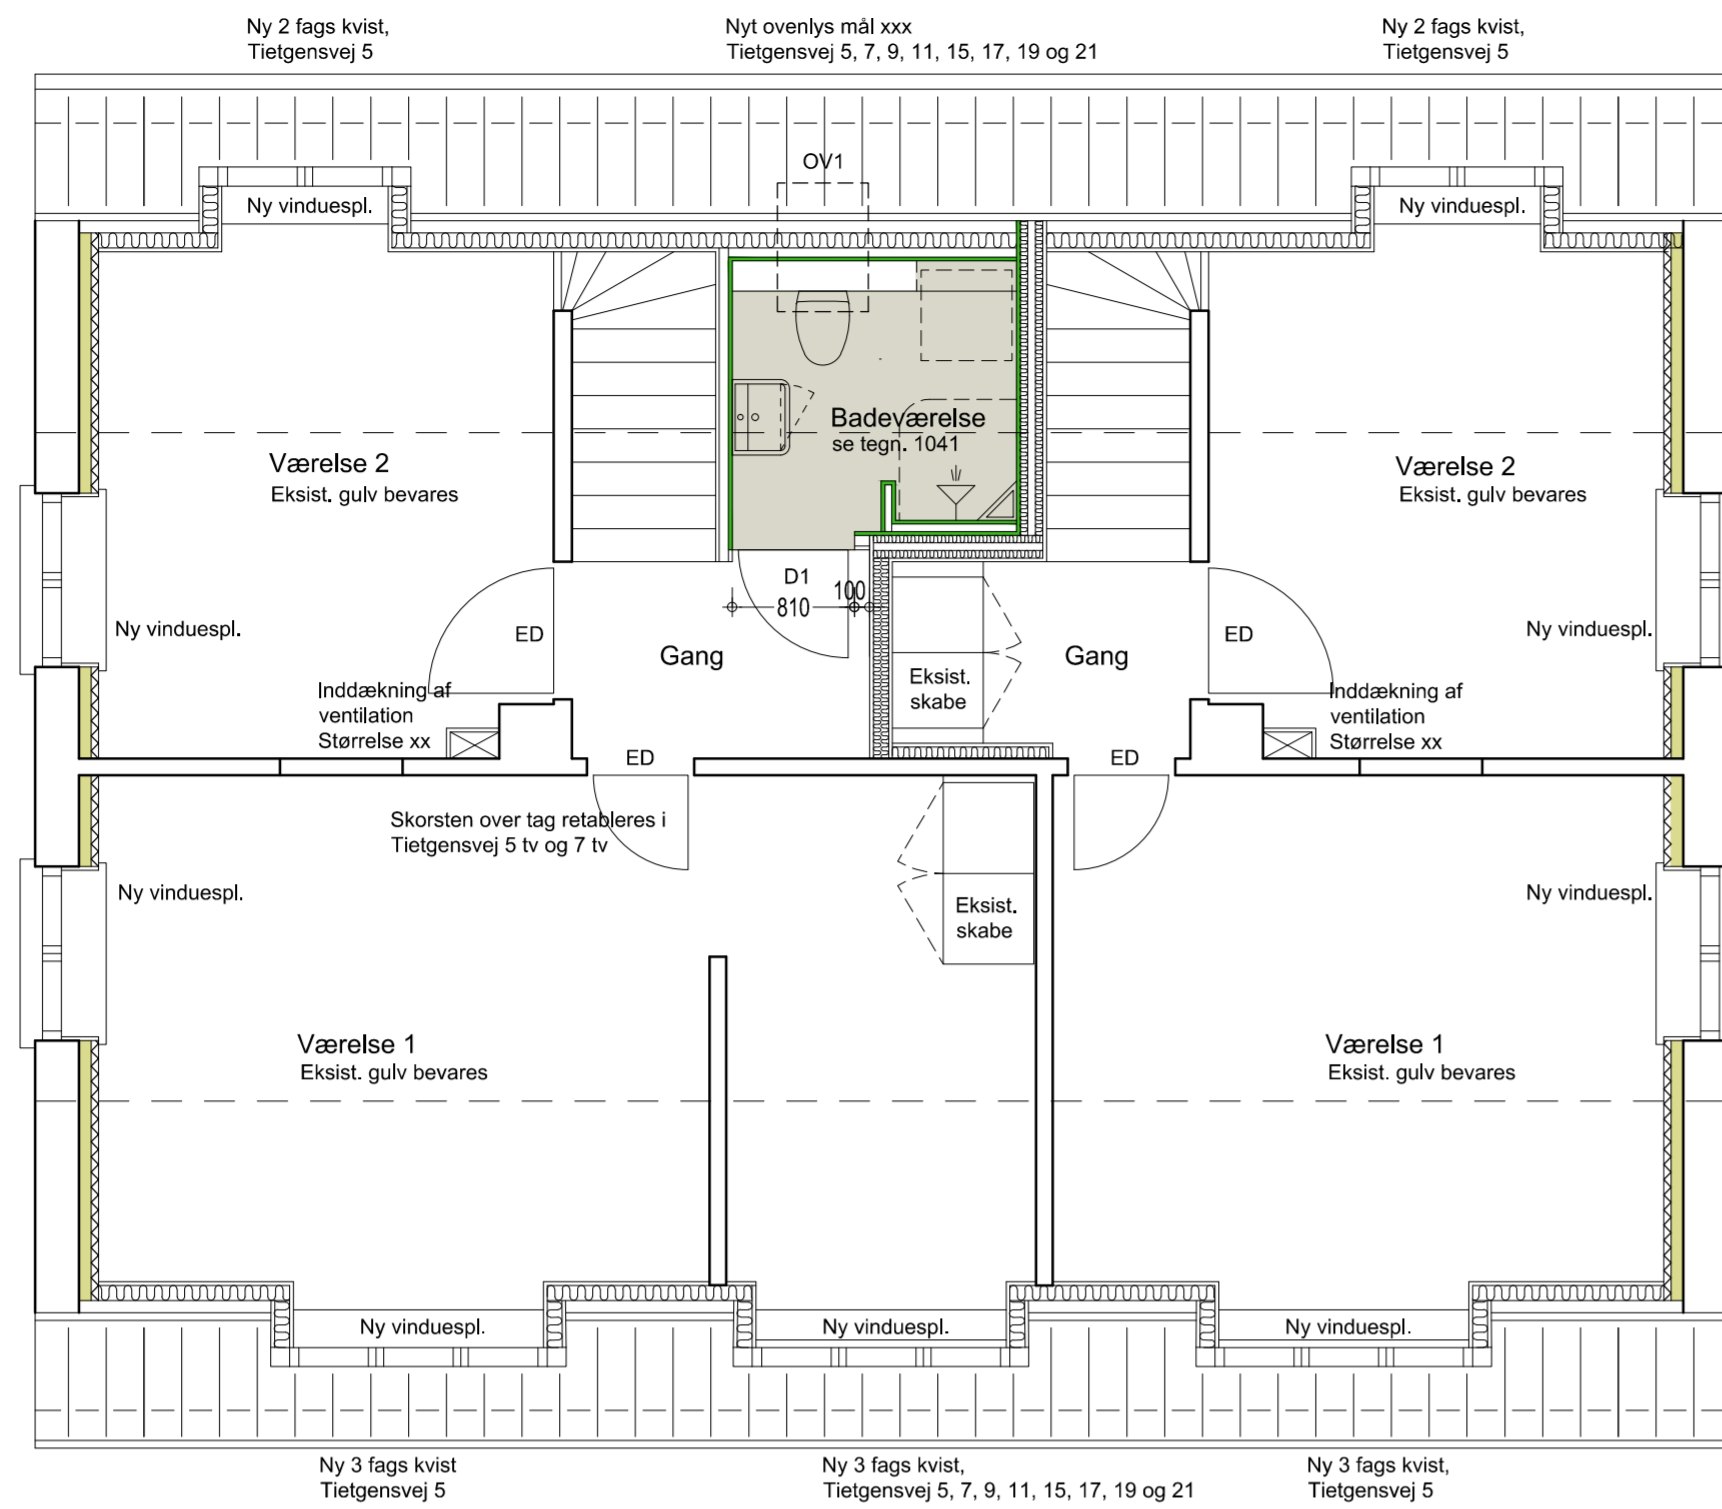 Ny 2 fags kvist,
Tietgensvej 5
Nyt ovenlys mål xxx
Tietgensvej 5, 7, 9, 11, 15, 17, 19 og 21
Ny 2 fags kvist,
Tietgensvej 5
OV1
Ny vinduespl.
Ny vinduespl.
Badeværelse
se tegn. 1041
Værelse 2
Eksist. gulv bevares
Værelse 2
Eksist. gulv bevares
D1
100
810
Ny vinduespl.
ED
Gang
Gang
ED
Ny vinduespl.
Eksist.
skabe
Inddækning af
ventilation
Størrelse xx
Inddækning af
ventilation
Størrelse xx
ED
ED
Skorsten over tag retableres i
Tietgensvej 5 tv og 7 tv
Ny vinduespl.
Eksist.
skabe
Ny vinduespl.
Værelse 1
Eksist. gulv bevares
Værelse 1
Eksist. gulv bevares
Ny vinduespl.
Ny vinduespl.
Ny vinduespl.
Ny 3 fags kvist
Tietgensvej 5
Ny 3 fags kvist,
Tietgensvej 5, 7, 9, 11, 15, 17, 19 og 21
Ny 3 fags kvist,
Tietgensvej 5